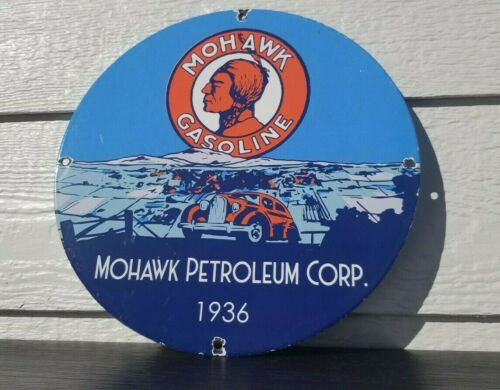 MOHAWK
GASOLINE
MOHAWK PETROLEUM CORP.
1936